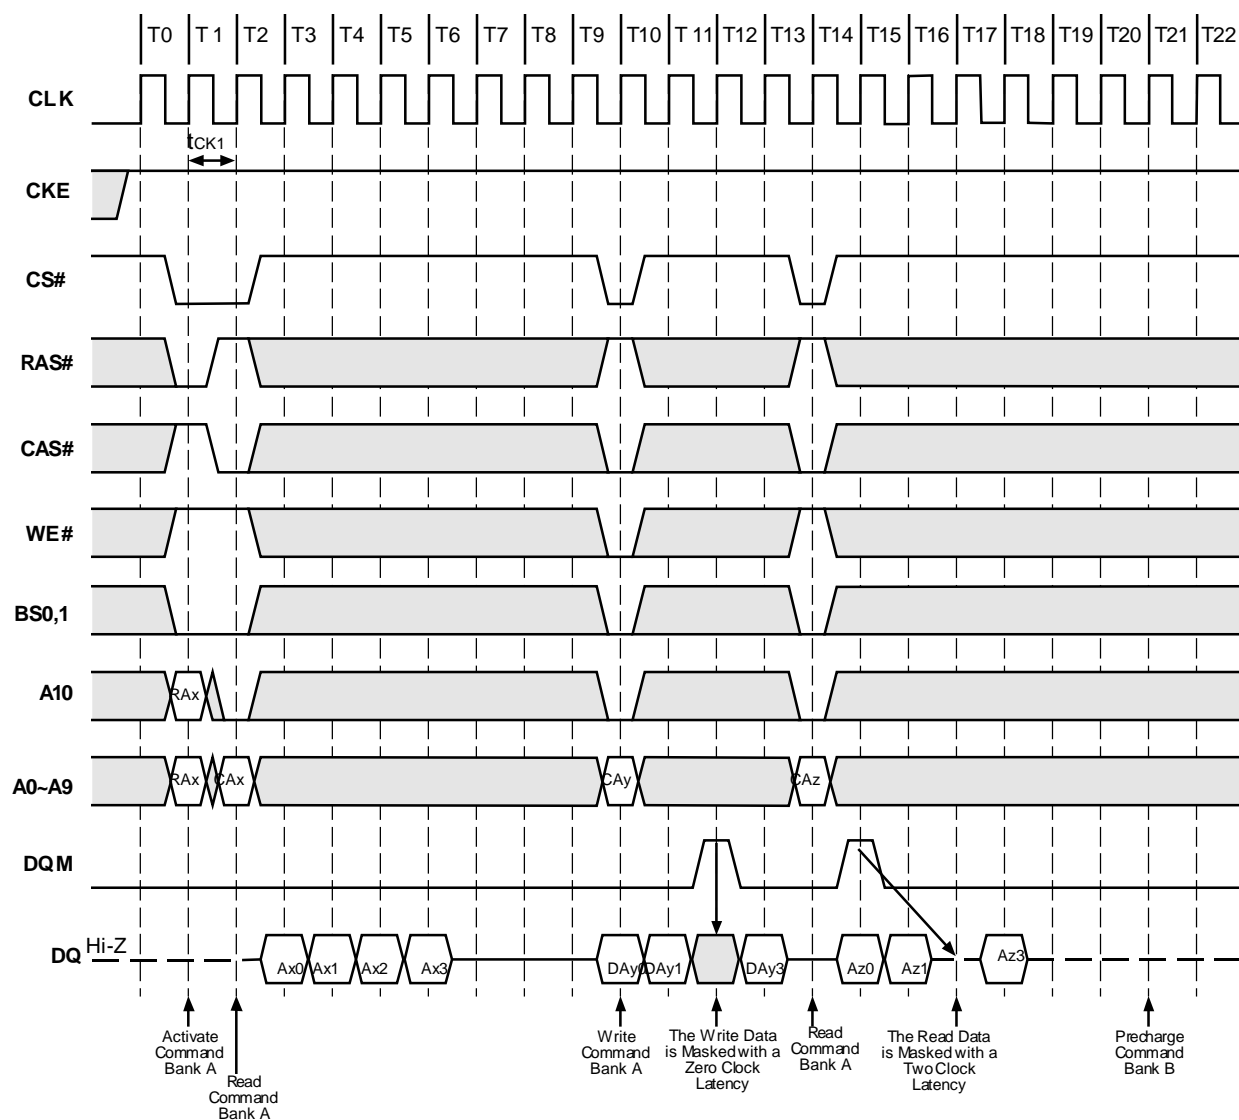 T0 T 1 T2 T3 T4 T5 T6 T7 T8 T9 T10 T 11 T12 T13 T14 T15 T16 T17 T18 T19 T20 T21 T22
CLK
tCK1
CKE
CS#
RAS#
CAS#
WE#
BS0,1
A10
RAx
A0~A9
RAx CAx CAy CAz
DQM
DQ
Hi-Z
Ax0 Ax1 Ax2 Ax3 DAy0 DAy1 DAy3 Az0 Az1 Az3
Activate
Command
Bank A
Read
Command
Bank A
Write
Command
Bank A
The Write Data
is Masked with a
Zero Clock
Latency
Read
Command
Bank A
The Read Data
is Masked with a
Two Clock
Latency
Precharge
Command
Bank B